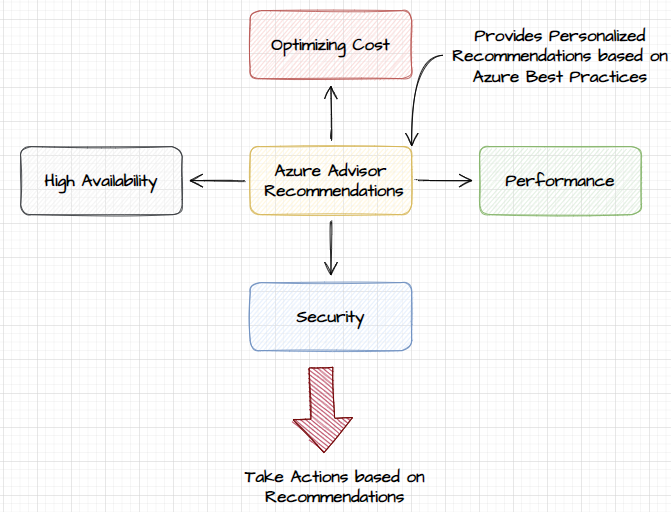 Optimizing Cost
Provides Personalized
Recommendations based on
Azure Best Practices
High Availability
Azure Advisor
Recommendations
Performance
Security
Take Actions based on
Recommendations